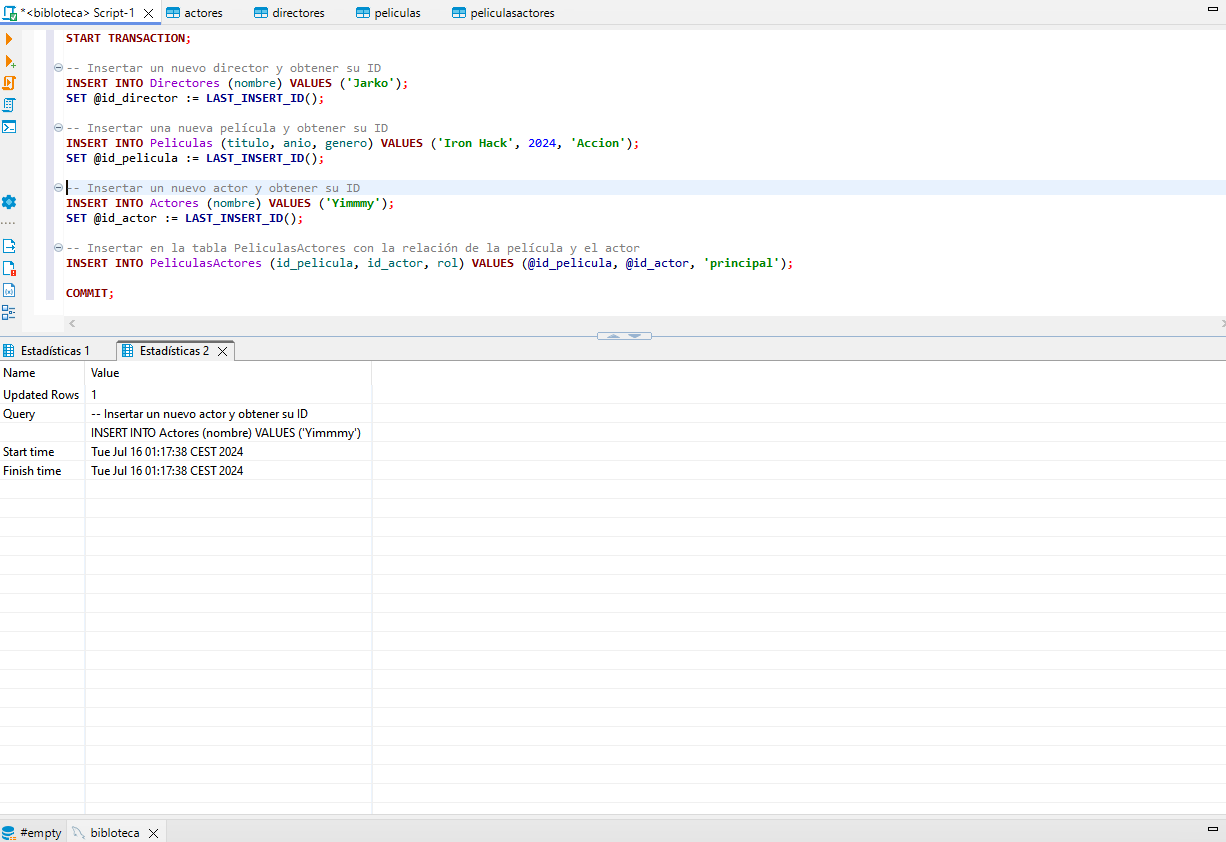 *<bibloteca> Script-1 actores directores peliculas peliculasactores
START TRANSACTION;
-- Insertar un nuevo director y obtener su ID
INSERT INTO Directores (nombre) VALUES ('Jarko');
SET @id_director := LAST_INSERT_ID();
-- Insertar una nueva película y obtener su ID
INSERT INTO Peliculas (titulo, anio, genero) VALUES ('Iron Hack', 2024, 'Accion');
SET @id_pelicula := LAST_INSERT_ID();
-- Insertar un nuevo actor y obtener su ID
INSERT INTO Actores (nombre) VALUES ('Yimmmy');
SET @id_actor := LAST_INSERT_ID();
-- Insertar en la tabla PeliculasActores con la relación de la película y el actor
INSERT INTO PeliculasActores (id_pelicula, id_actor, rol) VALUES (@id_pelicula, @id_actor, 'principal');
COMMIT;
Estadísticas 1 Estadísticas 2
Name Value
Updated Rows 1
Query -- Insertar un nuevo actor y obtener su ID
INSERT INTO Actores (nombre) VALUES ('Yimmmy')
Start time Tue Jul 16 01:17:38 CEST 2024
Finish time Tue Jul 16 01:17:38 CEST 2024
#empty bibloteca